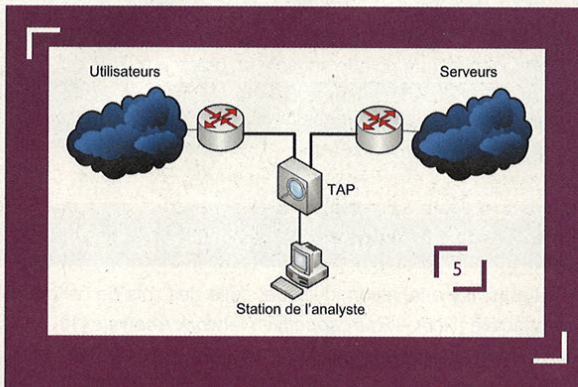 Utilisateurs
Serveurs
TAP
Station de l'analyste
5